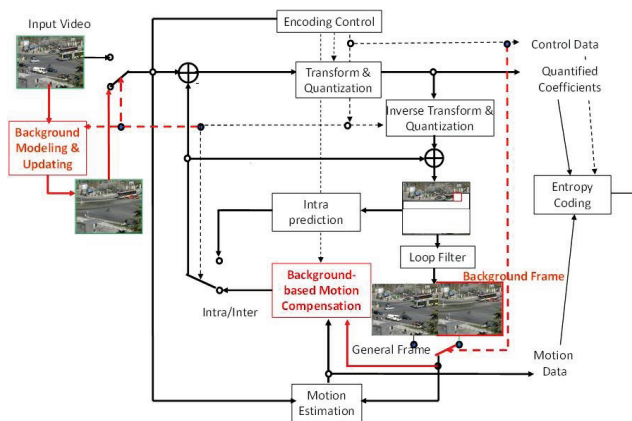 Input Video
Encoding Control
Control Data
Transform &
Quantization
Quantified
Coefficients
Inverse Transform &
Quantization
Background
Modeling &
Updating
Entropy
Coding
Intra
prediction
Loop Filter
Background Frame
Background-
based Motion
Compensation
Intra/Inter
General Frame
Motion
Data
Motion
Estimation